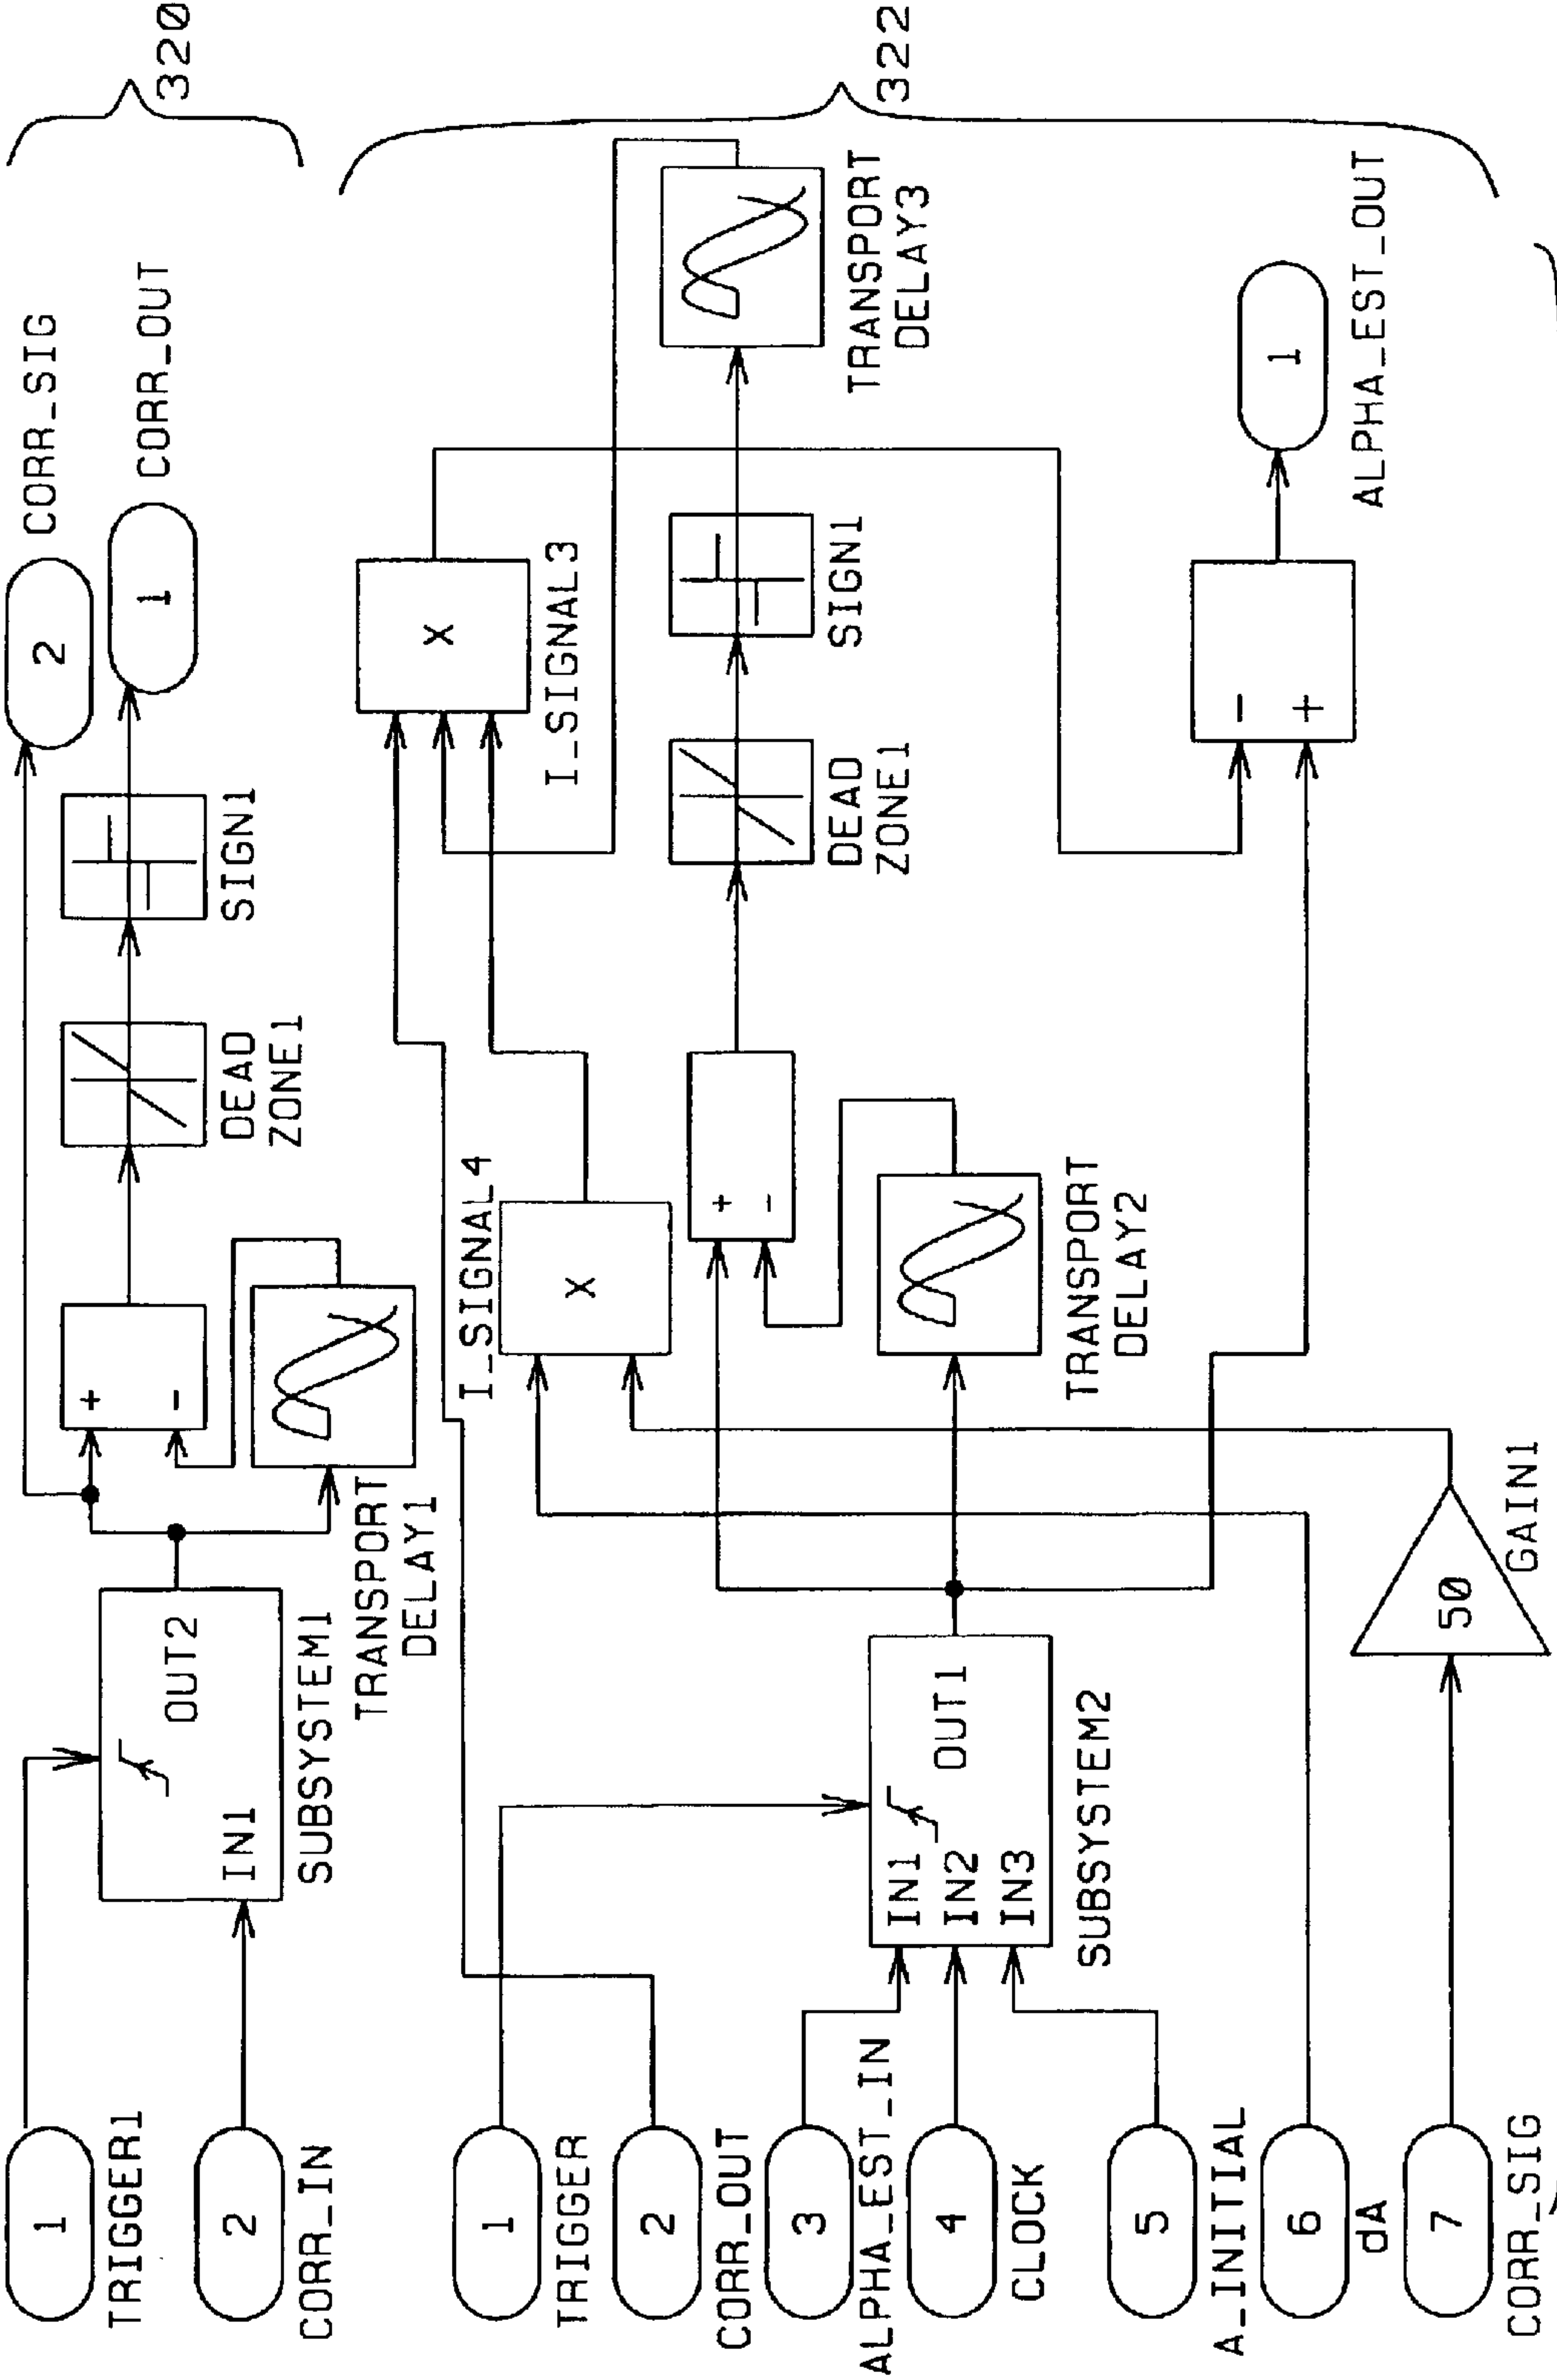 320
CORR_SIG
2
1
CORR_OUT
+
-
DEAD
ZONE1
SIGN1
1
TRIGGER1
2
CORR_IN
OUT2
IN1
SUBSYSTEM1
TRANSPORT
DELAY1
322
1
TRIGGER
2
CORR_OUT
3
ALPHA_EST_IN
4
CLOCK
5
A_INITIAL
6
dA
7
CORR_SIG
IN1
IN2
IN3
OUT1
SUBSYSTEM2
50
GAIN1
I_SIGNAL4
X
+
-
TRANSPORT
DELAY2
X
I_SIGNAL3
DEAD
ZONE1
SIGN1
TRANSPORT
DELAY3
-
+
1
ALPHA_EST_OUT